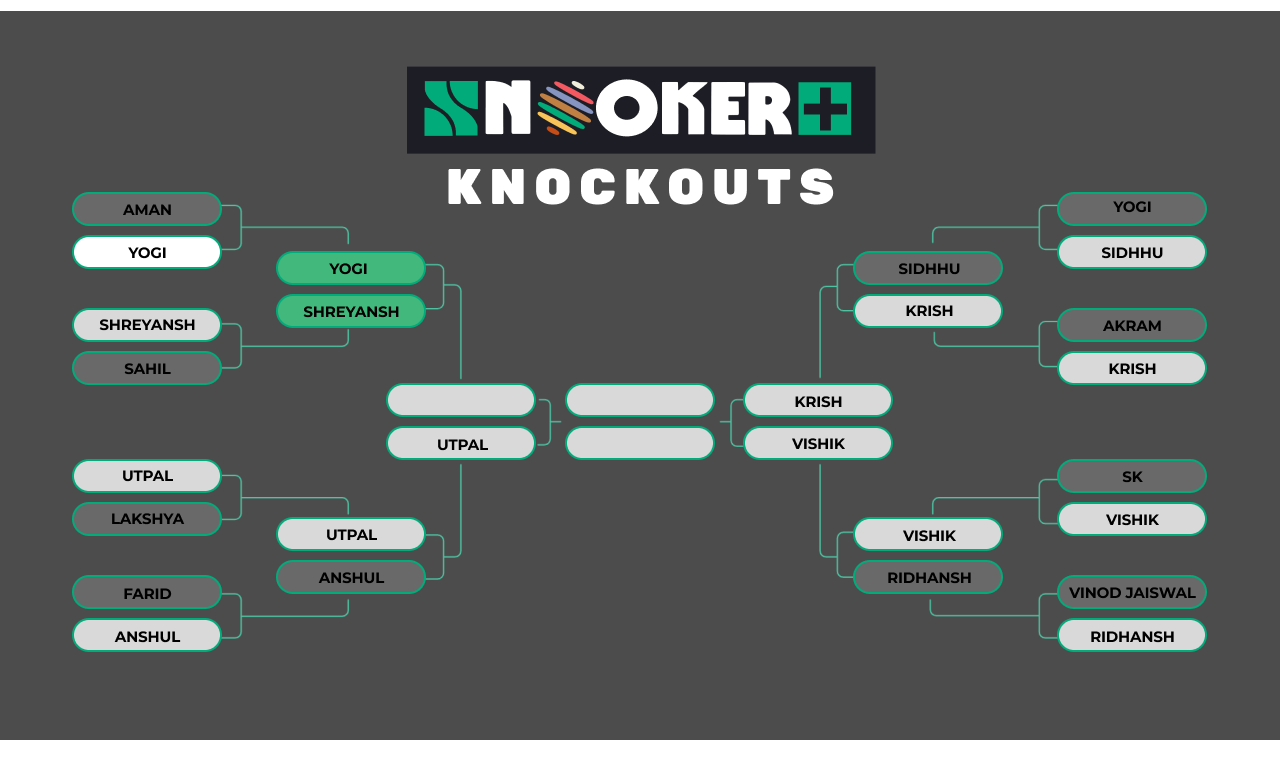 SNOOKER+
KNOCKOUTS
AMAN
YOGI
SHREYANSH
SAHIL
YOGI
SHREYANSH
UTPAL
UTPAL
LAKSHYA
FARID
ANSHUL
UTPAL
ANSHUL
YOGI
SIDHHU
AKRAM
KRISH
SIDHHU
KRISH
KRISH
VISHIK
SK
VISHIK
VINOD JAISWAL
RIDHANSH
VISHIK
RIDHANSH